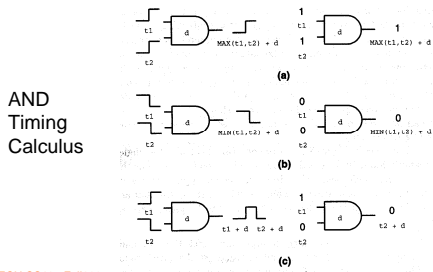 AND
Timing
Calculus
t1
t2
d
MAX(t1,t2) + d
1
t1
1
t2
d
1
MAX(t1,t2) + d
(a)
t1
t2
d
MIN(t1,t2) + d
0
t1
0
t2
d
0
MIN(t1,t2) + d
(b)
t1
t2
d
t1 + d t2 + d
1
t1
0
t2
d
0
t2 + d
(c)